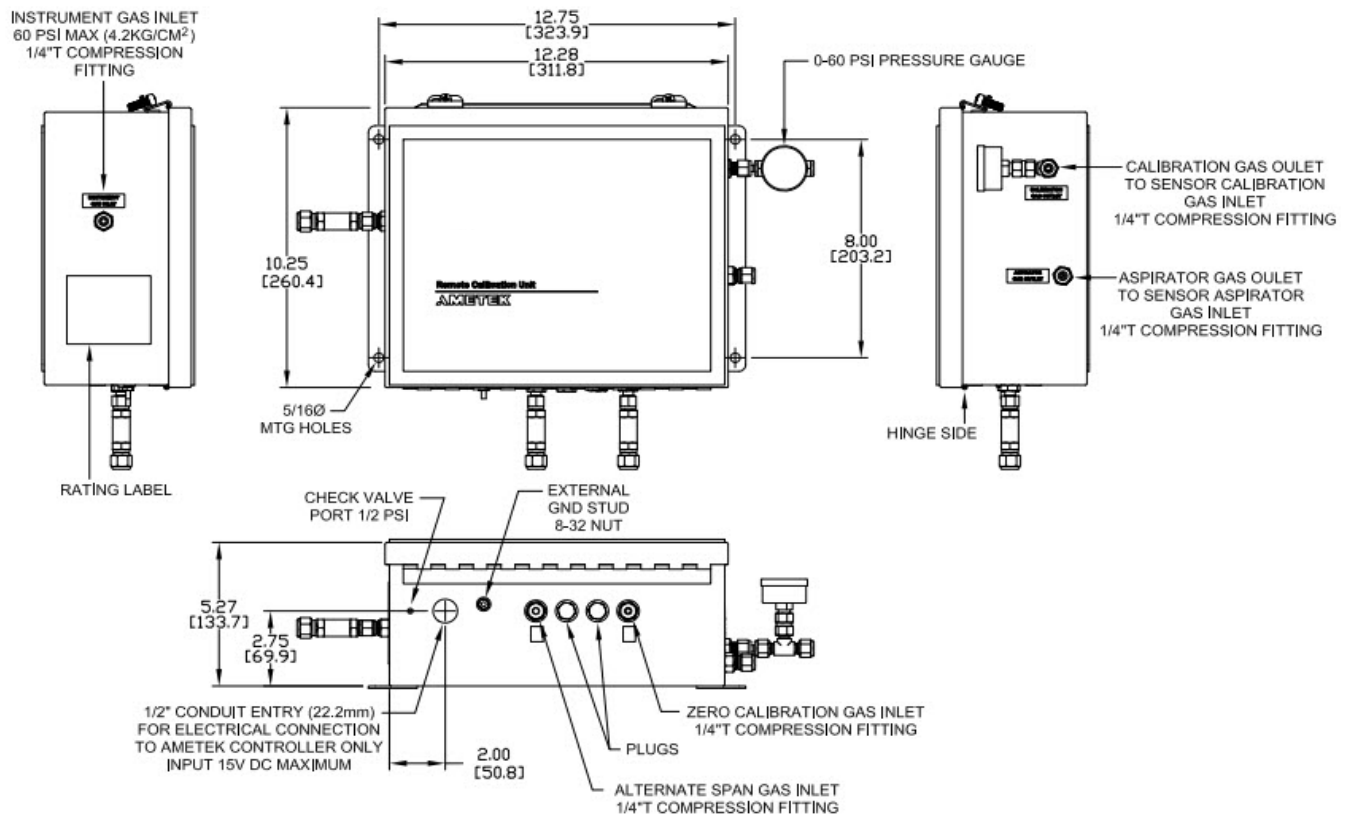 INSTRUMENT GAS INLET
60 PSI MAX (4.2KG/CM²)
1/4"T COMPRESSION
FITTING
12.75
[323.9]
12.28
[311.8]
0-60 PSI PRESSURE GAUGE
CALIBRATION GAS OULET
TO SENSOR CALIBRATION
GAS INLET
1/4"T COMPRESSION FITTING
8.00
[203.2]
10.25
[260.4]
Remote Calibration Unit
AMETEK
ASPIRATOR GAS OULET
TO SENSOR ASPIRATOR
GAS INLET
1/4"T COMPRESSION FITTING
5/16Ø
MTG HOLES
HINGE SIDE
RATING LABEL
CHECK VALVE
PORT 1/2 PSI
EXTERNAL
GND STUD
8-32 NUT
5.27
[133.7]
2.75
[69.9]
1/2" CONDUIT ENTRY (22.2mm)
FOR ELECTRICAL CONNECTION
TO AMETEK CONTROLLER ONLY
INPUT 15V DC MAXIMUM
2.00
[50.8]
PLUGS
ZERO CALIBRATION GAS INLET
1/4"T COMPRESSION FITTING
ALTERNATE SPAN GAS INLET
1/4"T COMPRESSION FITTING